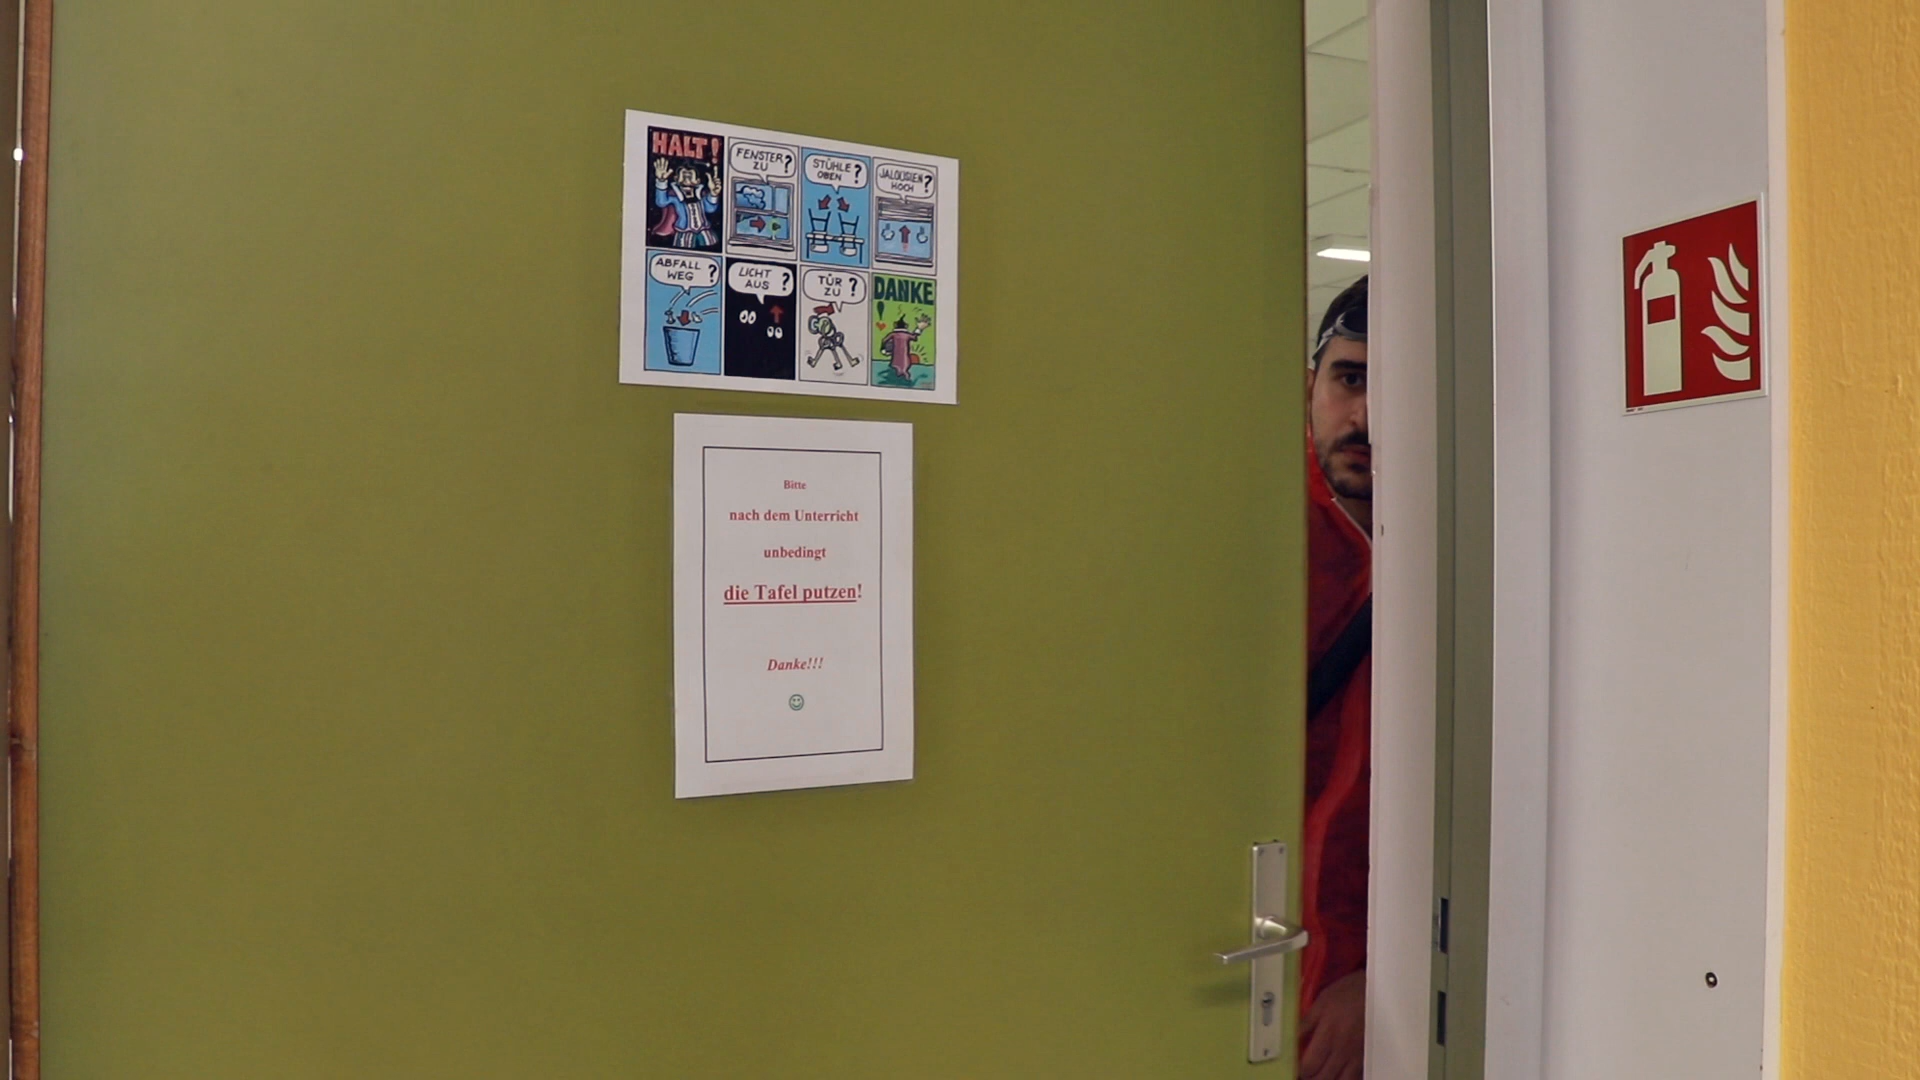 HALT!
FENSTER ZU?
STÜHLE OBEN?
JALOUSIEN HOCH?
ABFALL WEG?
LICHT AUS?
TÜR ZU?
DANKE!
Bitte
nach dem Unterricht
unbedingt
die Tafel putzen!
Danke!!!